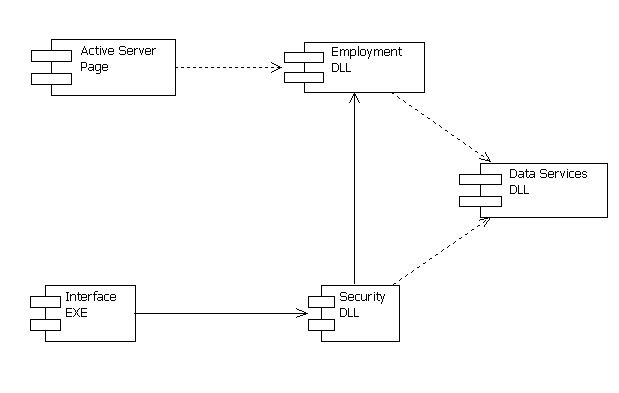 Active Server
Page
Employment
DLL
Data Services
DLL
Interface
EXE
Security
DLL